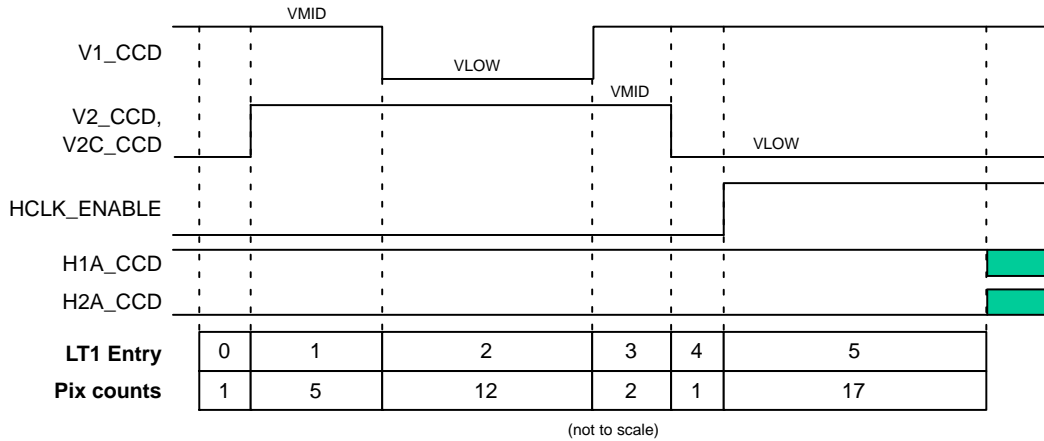 VMID
V1_CCD
VLOW
VMID
V2_CCD,
V2C_CCD
VLOW
HCLK_ENABLE
H1A_CCD
H2A_CCD
LT1 Entry 0 1 2 3 4 5
Pix counts 1 5 12 2 1 17
(not to scale)